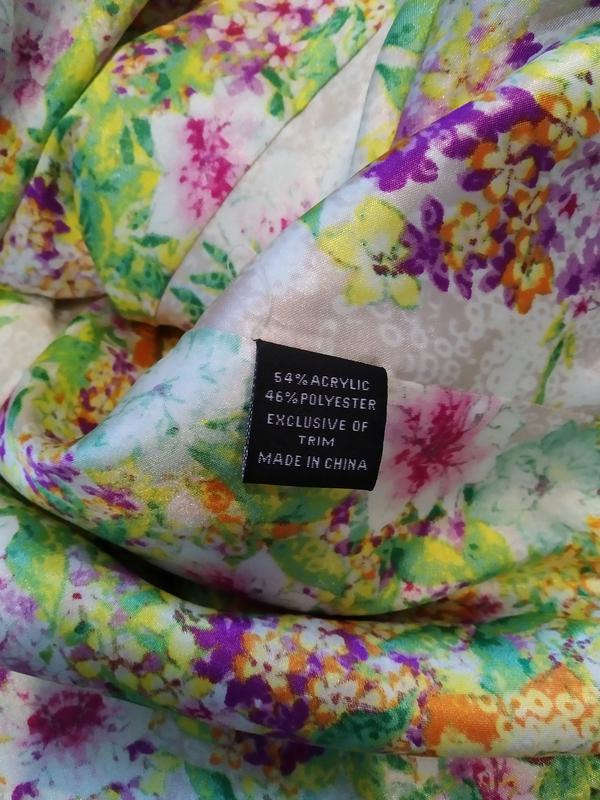 54%ACRYLIC
46%POLYESTER
EXCLUSIVE OF
TRIM
MADE IN CHINA